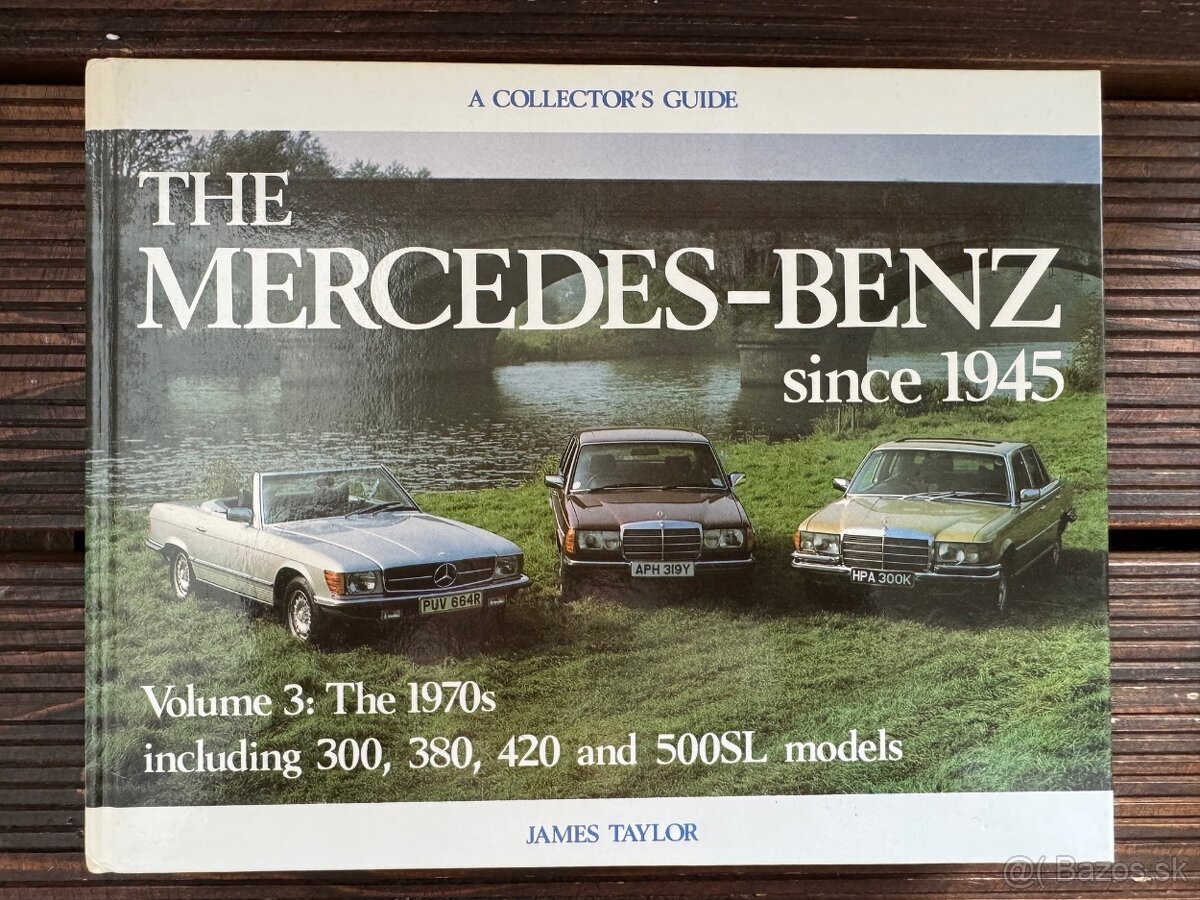 A COLLECTOR'S GUIDE
THE
MERCEDES-BENZ
since 1945
PUV 664R
APH 319Y
HPA 300K
Volume 3: The 1970s
including 300, 380, 420 and 500SL models
JAMES TAYLOR
@( Bazos.sk